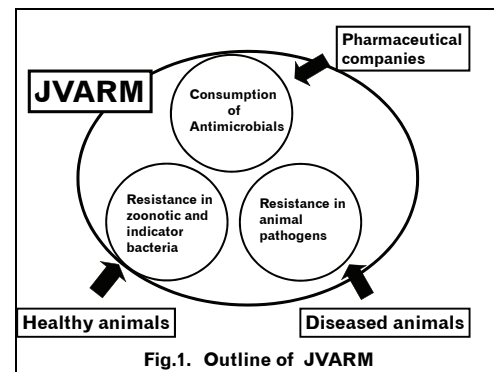 Pharmaceutical
companies
JVARM
Consumption
of
Antimicrobials
Resistance in
zoonotic and
indicator
bacteria
Resistance in
animal
pathogens
Healthy animals
Diseased animals
Fig.1. Outline of JVARM